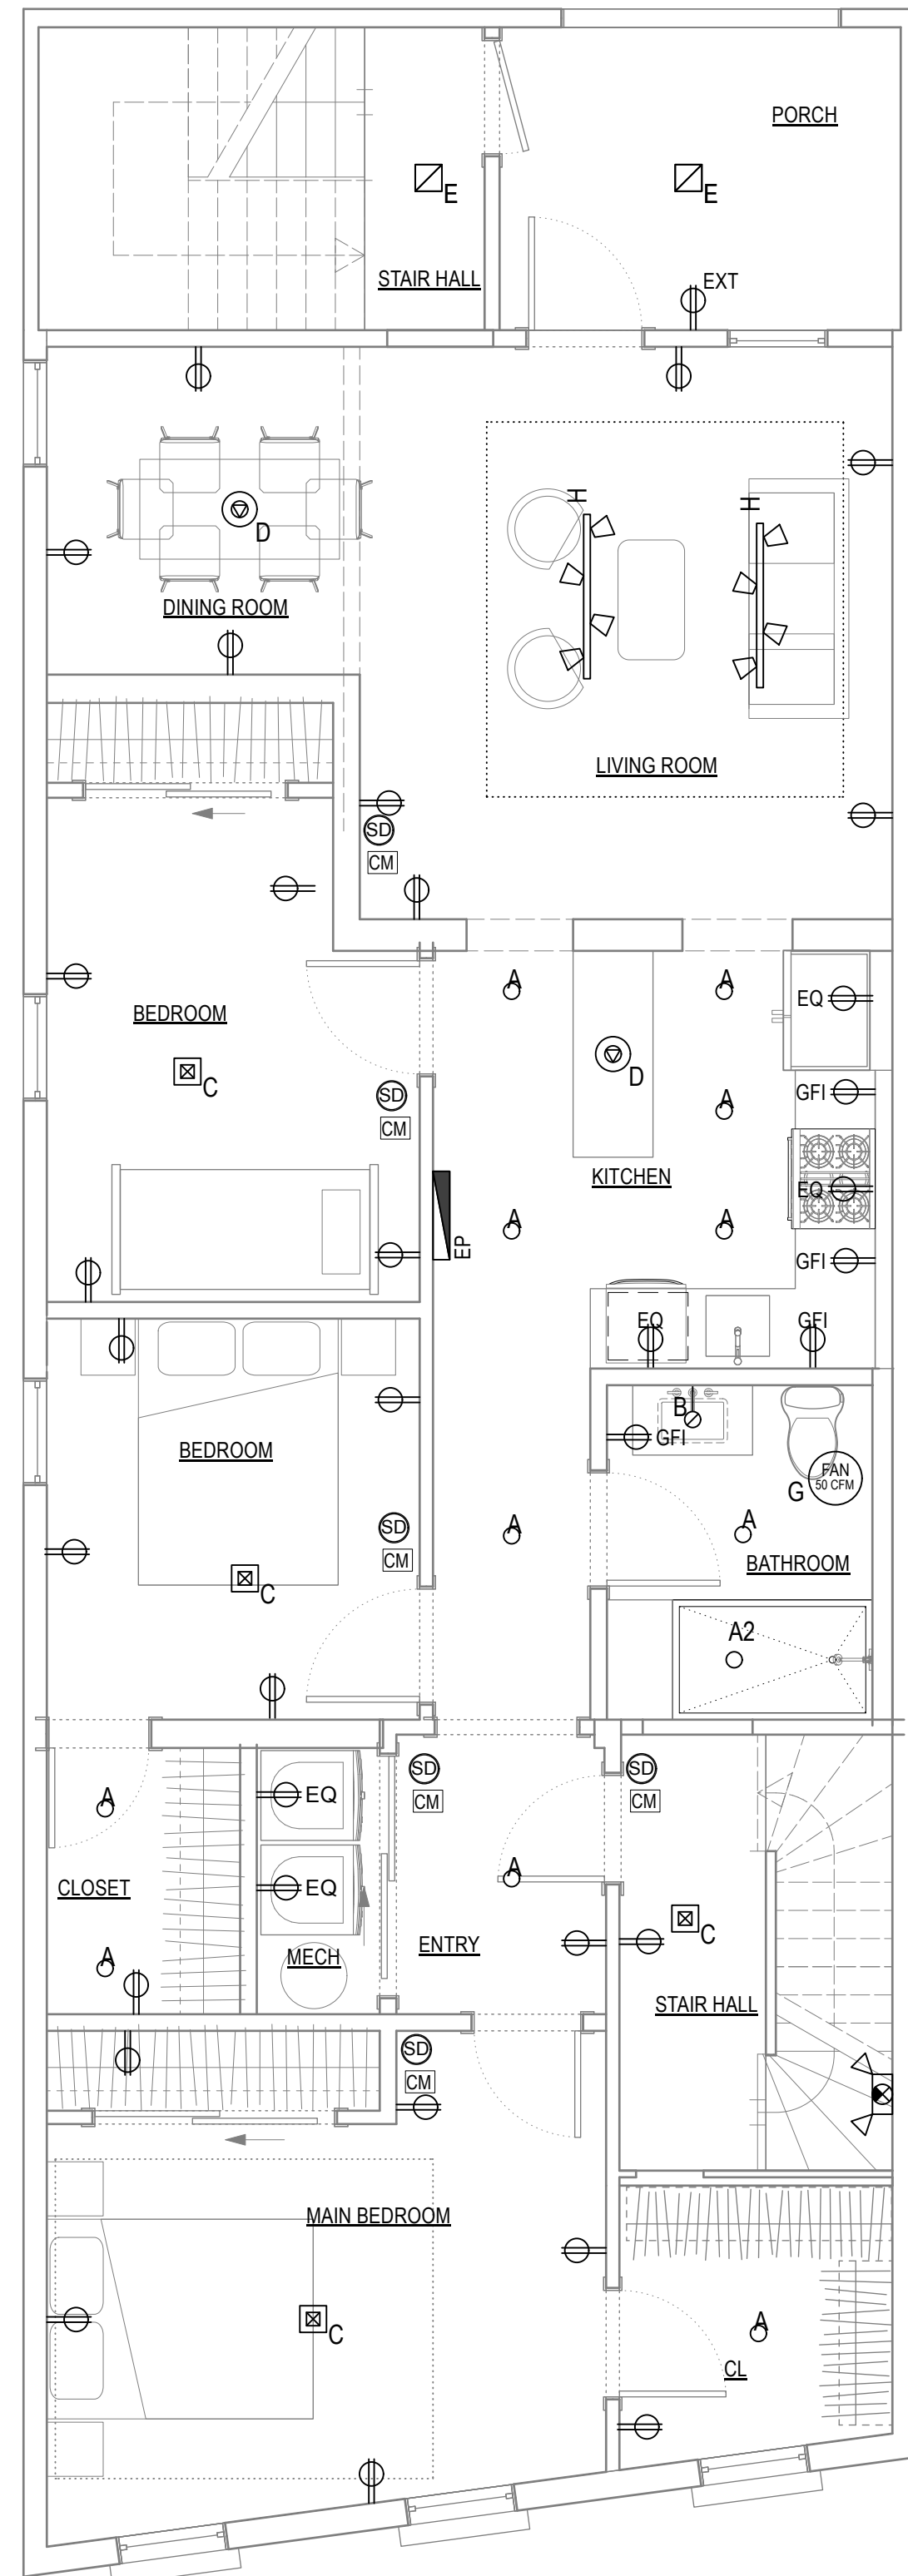 PORCH
E
E
STAIR HALL
EXT
H
H
D
DINING ROOM
LIVING ROOM
SD
CM
A
A
EQ
BEDROOM
D
C
GFI
SD
A
CM
KITCHEN
EQ
A
A
EP
GFI
EQ
GFI
B
GFI
BEDROOM
FAN
50 CFM
G
SD
A
A
CM
BATHROOM
C
A2
SD
SD
EQ
CM
CM
A
A
CLOSET
EQ
C
ENTRY
MECH
A
STAIR HALL
SD
CM
MAIN BEDROOM
A
C
CL